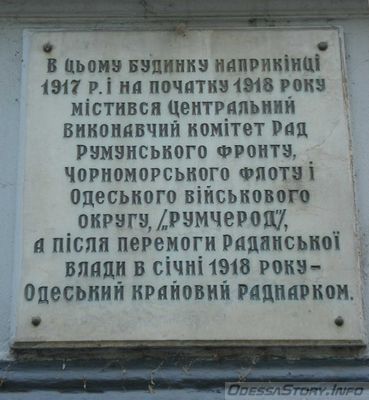 В цьому будинку наприкінці
1917 р. і на початку 1918 року
містився Центральний
виконавчий комітет Рад
Румунського фронту,
Чорноморського флоту і
Одеського військового
округу, /„Румчерод"/,
а після перемоги Радянської
влади в січні 1918 року–
Одеський крайовий Раднарком.
OdessaStory.Info